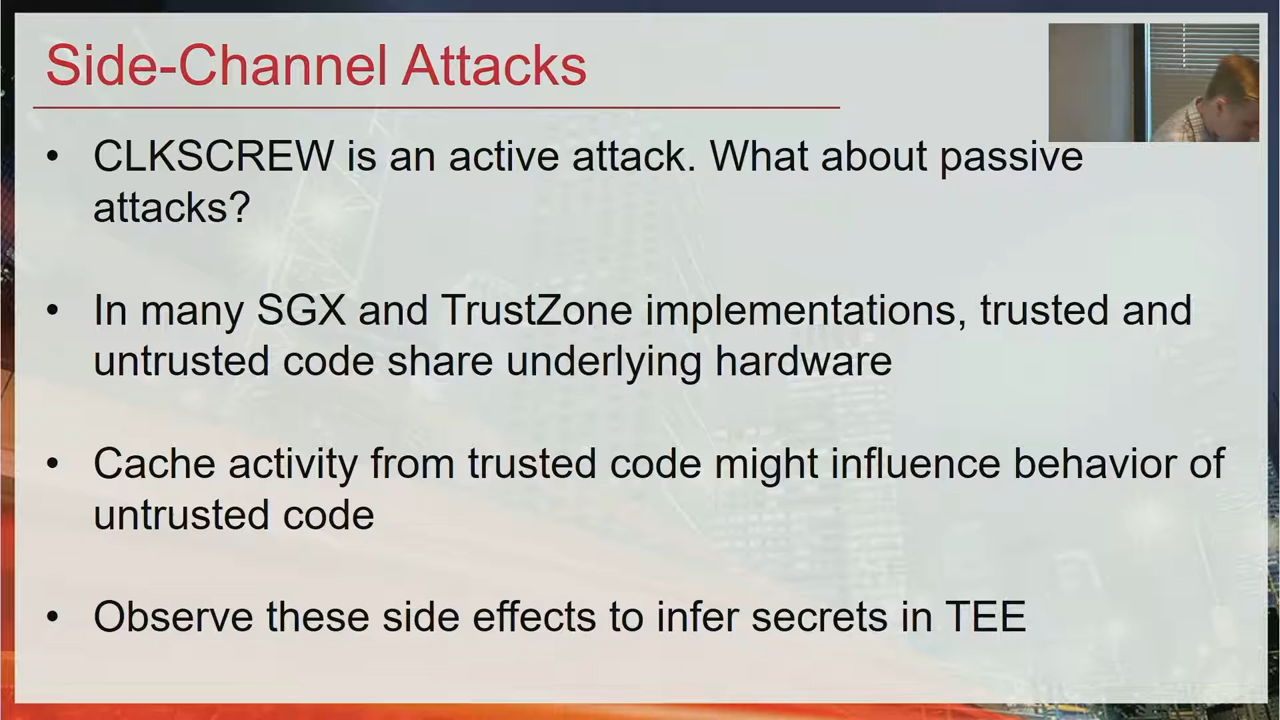 Side-Channel Attacks
• CLKSCREW is an active attack. What about passive
attacks?
• In many SGX and TrustZone implementations, trusted and
untrusted code share underlying hardware
• Cache activity from trusted code might influence behavior of
untrusted code
• Observe these side effects to infer secrets in TEE